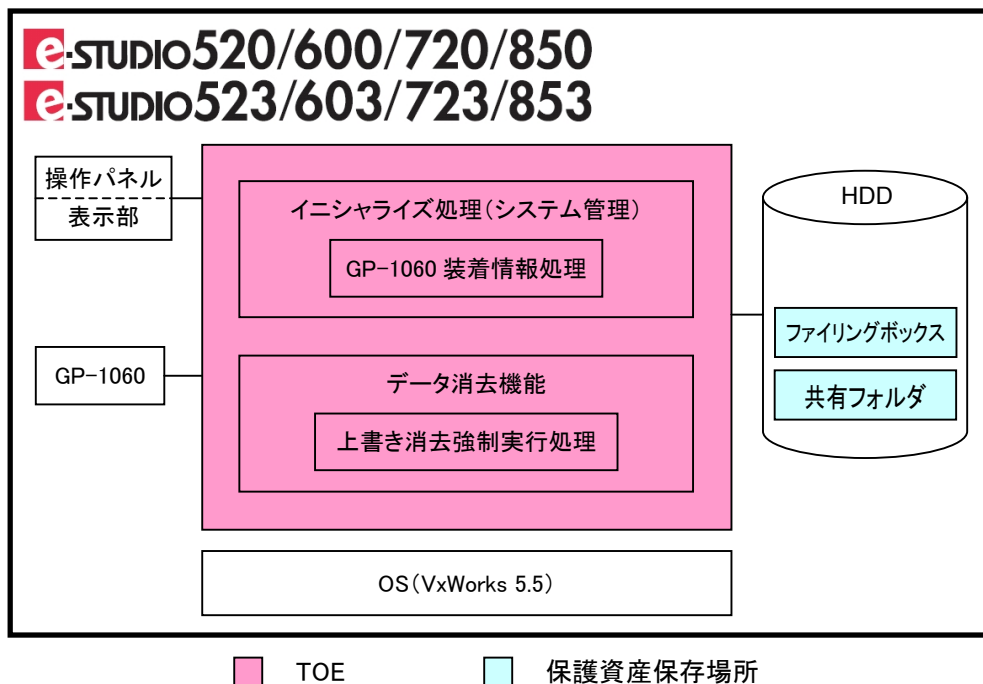 e-STUDIO520/600/720/850
e-STUDIO523/603/723/853
操作パネル
表示部
イニシャライズ処理(システム管理)
GP-1060 装着情報処理
HDD
ファイリングボックス
共有フォルダ
GP-1060
データ消去機能
上書き消去強制実行処理
OS(VxWorks 5.5)
TOE
保護資産保存場所